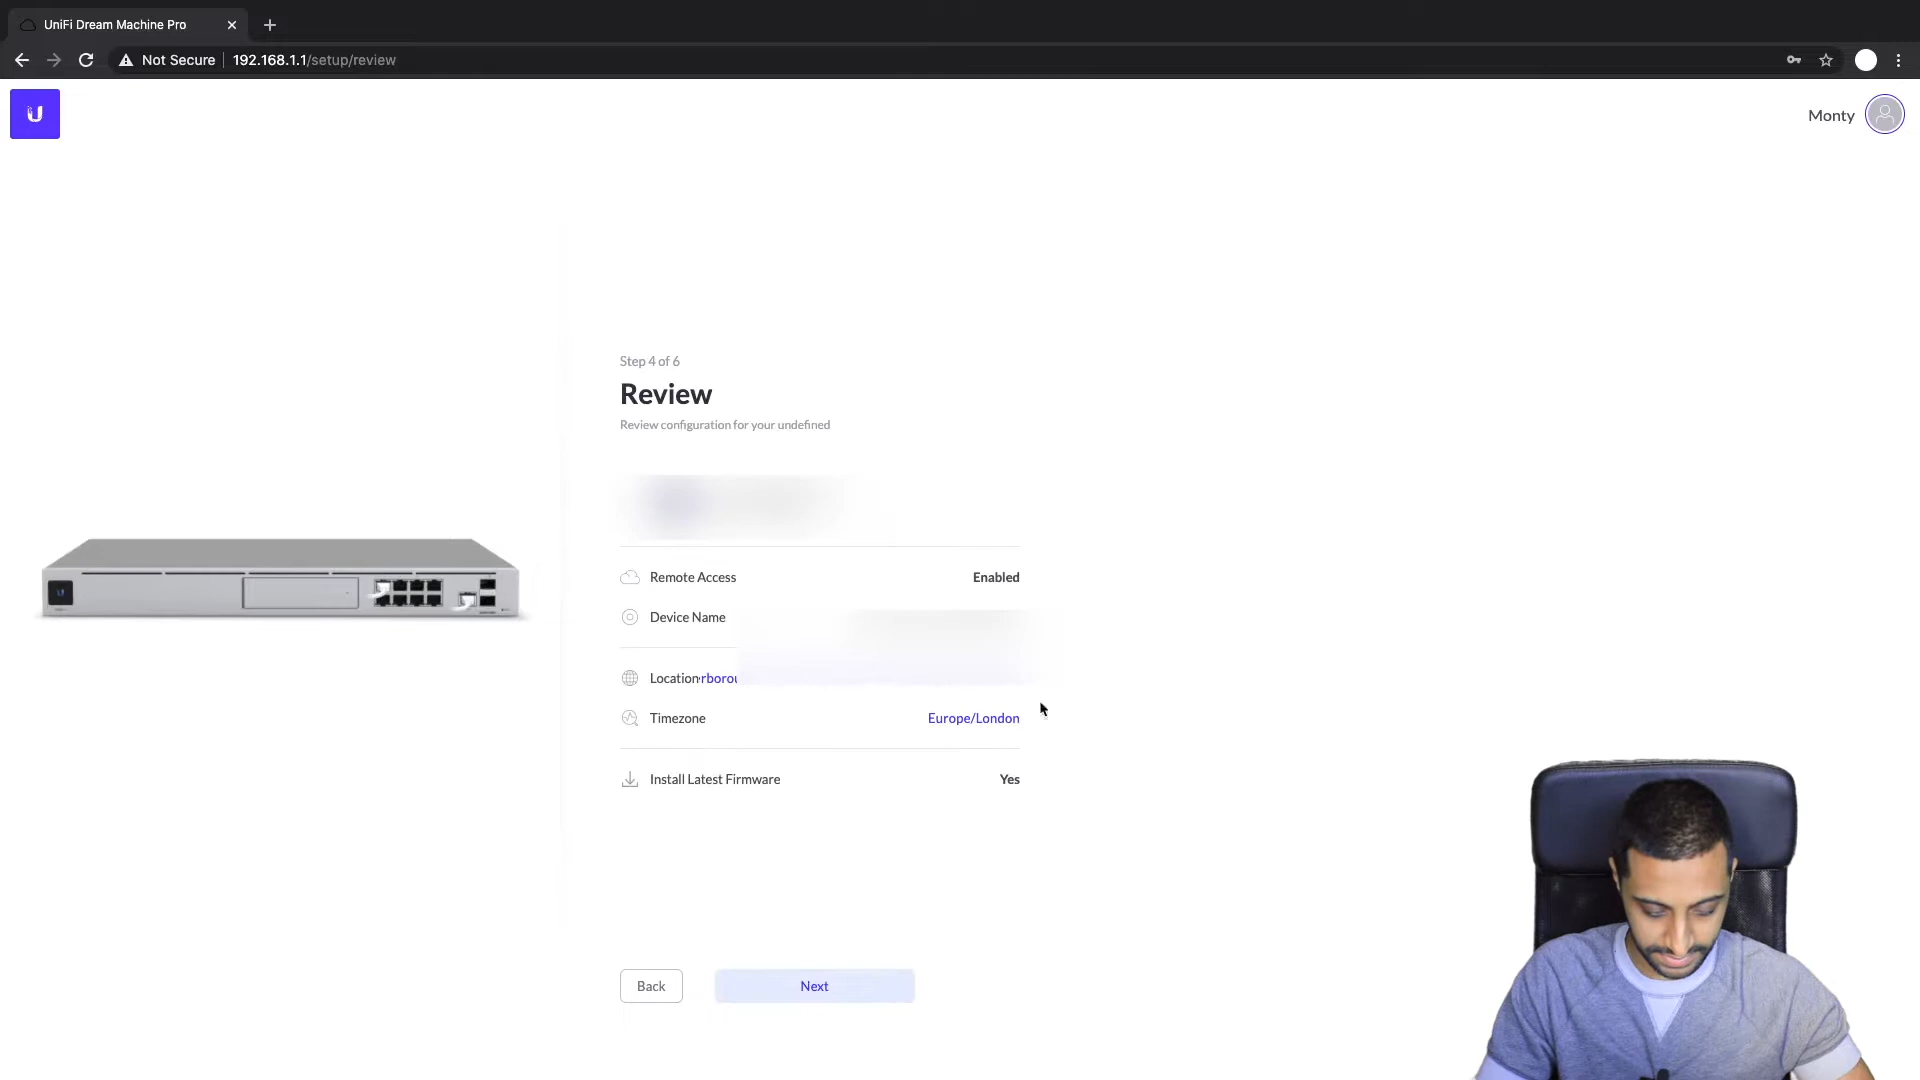 UniFi Dream Machine Pro
Not Secure
192.168.1.1/setup/review
Monty
Step 4 of 6
Review
Review configuration for your undefined
Remote Access
Enabled
Device Name
Location
Timezone
Europe/London
Install Latest Firmware
Yes
Back
Next